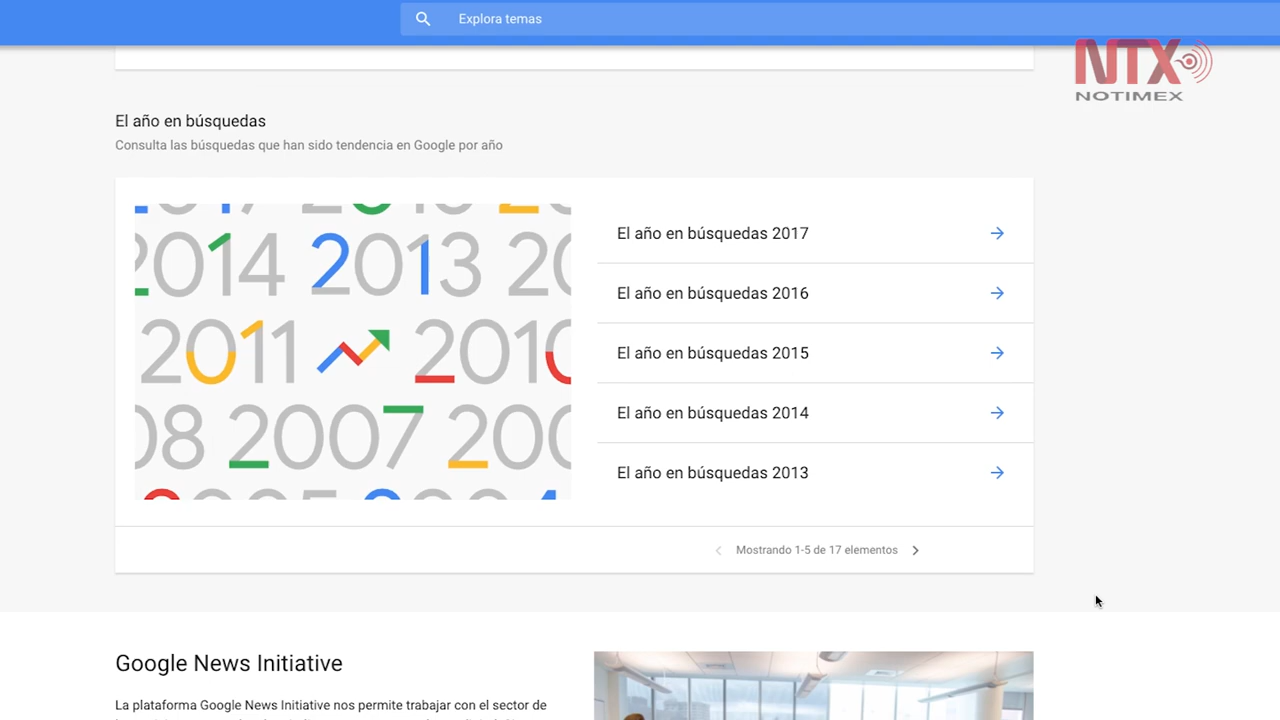 Explora temas
NTX
NOTIMEX
El año en búsquedas
Consulta las búsquedas que han sido tendencia en Google por año
2014 2013
2011 2010
08 2007 200
El año en búsquedas 2017
El año en búsquedas 2016
El año en búsquedas 2015
El año en búsquedas 2014
El año en búsquedas 2013
Mostrando 1-5 de 17 elementos
Google News Initiative
La plataforma Google News Initiative nos permite trabajar con el sector de